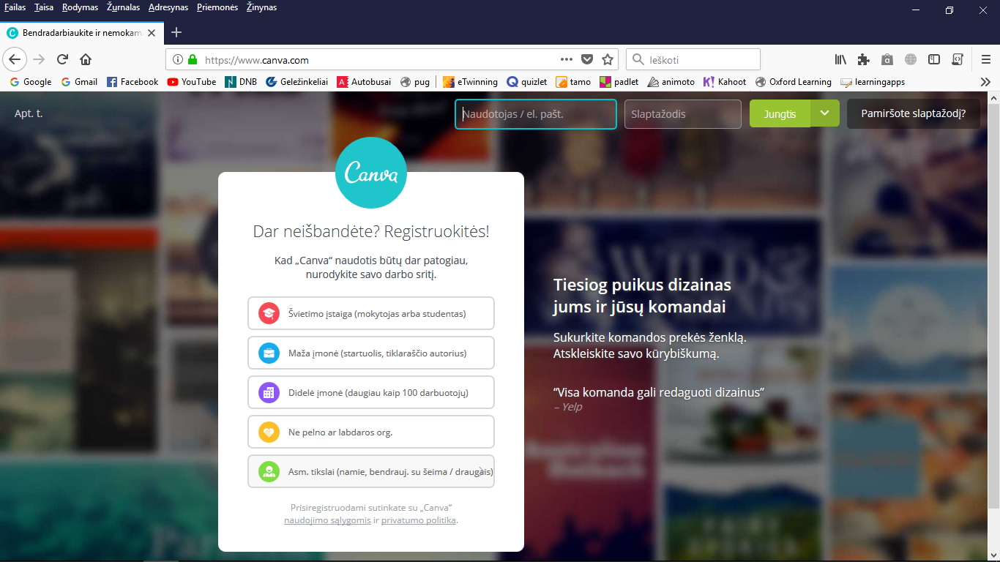 Failas Taisa Rodymas Žurnalas Adresynas Priemonės Žinynas
Bendradarbiaukite ir nemokam
https://www.canva.com
Ieškoti
Google Gmail Facebook YouTube DNB Geležinkeliai Autobusai pug eTwinning quizlet tamo padlet animoto Kahoot Oxford Learning learningapps
Apt. t.
Naudotojas / el. pašt.
Slaptažodis
Jungtis
Pamiršote slaptažodį?
Canva
Dar neišbandėte? Registruokitės!
Kad „Canva“ naudotis būtų dar patogiau,
nurodykite savo darbo sritį.
Švietimo įstaiga (mokytojas arba studentas)
Maža įmonė (startuolis, tiklaraščio autorius)
Didelė įmonė (daugiau kaip 100 darbuotojų)
Ne pelno ar labdaros org.
Asm. tikslai (namie, bendrauj. su šeima / draugais)
Prisiregistruodami sutinkate su „Canva“
naudojimo sąlygomis ir privatumo politika.
Tiesiog puikus dizainas
jums ir jūsų komandai
Sukurkite komandos prekės ženklą.
Atskleiskite savo kūrybiškumą.
“Visa komanda gali redaguoti dizainus”
– Yelp
WILD &